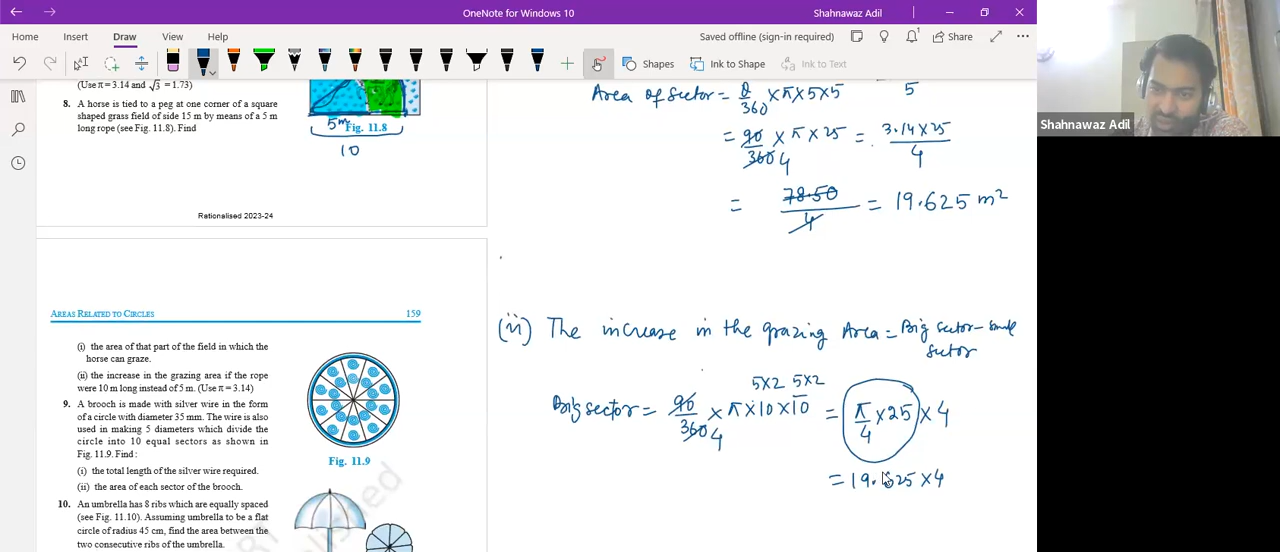 OneNote for Windows 10
Shahnawaz Adil
Home Insert Draw View Help
Saved offline (sign in required)
Share
Shapes
Ink to Shape
Ink to Text
(Use π = 3.14 and √3 = 1.73)
8. A horse is tied to a peg at one corner of a square
shaped grass field of side 15 m by means of a 5 m
long rope (see Fig. 11.8). Find
5m
Fig. 11.8
10
Rationalised 2023-24
AREAS RELATED TO CIRCLES
159
(i) the area of that part of the field in which the
horse can graze.
(ii) the increase in the grazing area if the rope
were 10 m long instead of 5 m. (Use π = 3.14)
9. A brooch is made with silver wire in the form
of a circle with diameter 35 mm. The wire is also
used in making 5 diameters which divide the
circle into 10 equal sectors as shown in
Fig. 11.9. Find:
(i) the total length of the silver wire required.
(ii) the area of each sector of the brooch.
Fig. 11.9
10. An umbrella has 8 ribs which are equally spaced
(see Fig. 11.10). Assuming umbrella to be a flat
circle of radius 45 cm, find the area between the
two consecutive ribs of the umbrella.
5
Area of Sector = θ/360 × π × 5 × 5
= 90/360 4 × π × 25 = 3.14 × 25 / 4
= 78.50 / 4 = 19.625 m²
(ii) The increase in the grazing Area = Big sector - small
sector
5×2 5×2
Big sector = 90/360 4 × π × 10 × 10 = π/4 × 25 × 4
= 19.625 × 4
Shahnawaz Adil